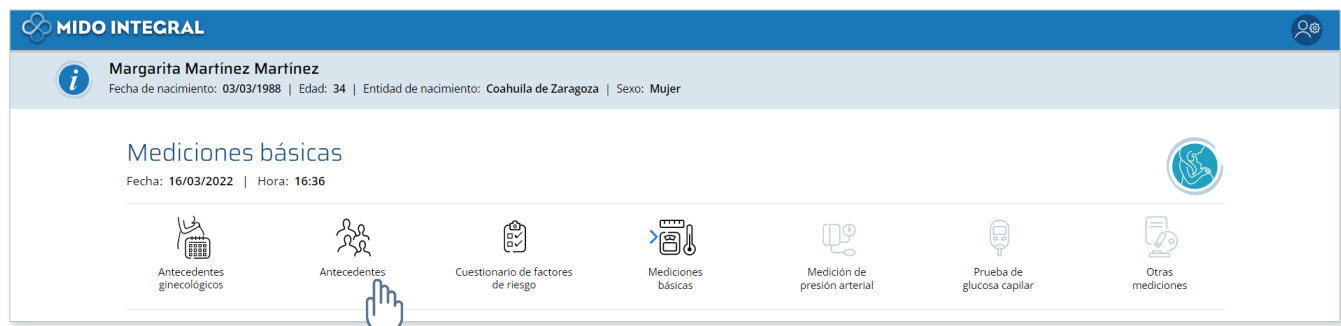 MIDO INTEGRAL
i
Margarita Martínez Martínez
Fecha de nacimiento: 03/03/1988 | Edad: 34 | Entidad de nacimiento: Coahuila de Zaragoza | Sexo: Mujer
Mediciones básicas
Fecha: 16/03/2022 | Hora: 16:36
Antecedentes
ginecológicos
Antecedentes
Cuestionario de factores
de riesgo
Mediciones
básicas
Medición de
presión arterial
Prueba de
glucosa capilar
Otras
mediciones